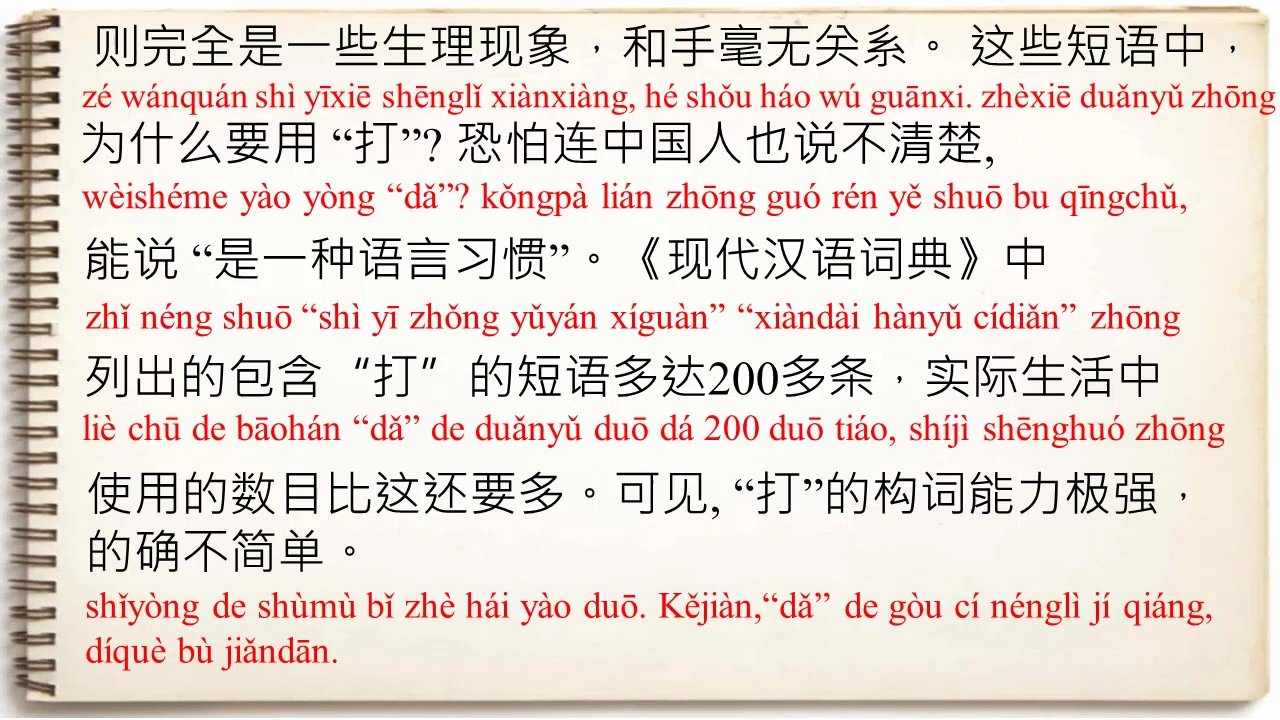 则完全是一些生理现象，和手毫无关系。 这些短语中，
zé wánquán shì yīxiē shēnglǐ xiànxiàng, hé shǒu háo wú guānxi. zhèxiē duǎnyǔ zhōng
为什么要用 “打”? 恐怕连中国人也说不清楚,
wèishéme yào yòng “dǎ”? kǒngpà lián zhōng guó rén yě shuō bu qīngchǔ,
能说 “是一种语言习惯”。《现代汉语词典》中
zhǐ néng shuō “shì yī zhǒng yǔyán xíguàn” “xiàndài hànyǔ cídiǎn” zhōng
列出的包含“打”的短语多达200多条，实际生活中
liè chū de bāohán “dǎ” de duǎnyǔ duō dá 200 duō tiáo, shíjì shēnghuó zhōng
使用的数目比这还要多。可见, “打”的构词能力极强，
的确不简单。
shǐyòng de shùmù bǐ zhè hái yào duō. Kějiàn,“dǎ” de gòu cí nénglì jí qiáng,
díquè bù jiǎndān.